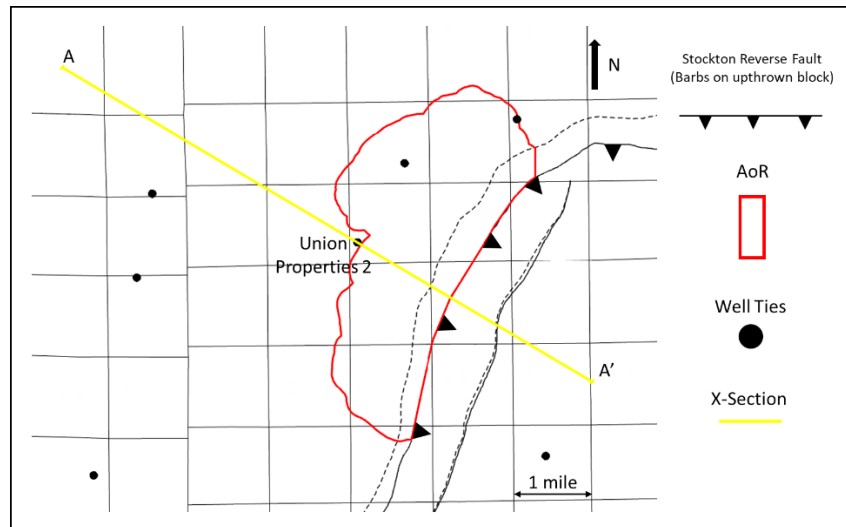 A
N
Union
Properties 2
A’
1 mile
Stockton Reverse Fault
(Barbs on upthrown block)
AoR
Well Ties
X-Section